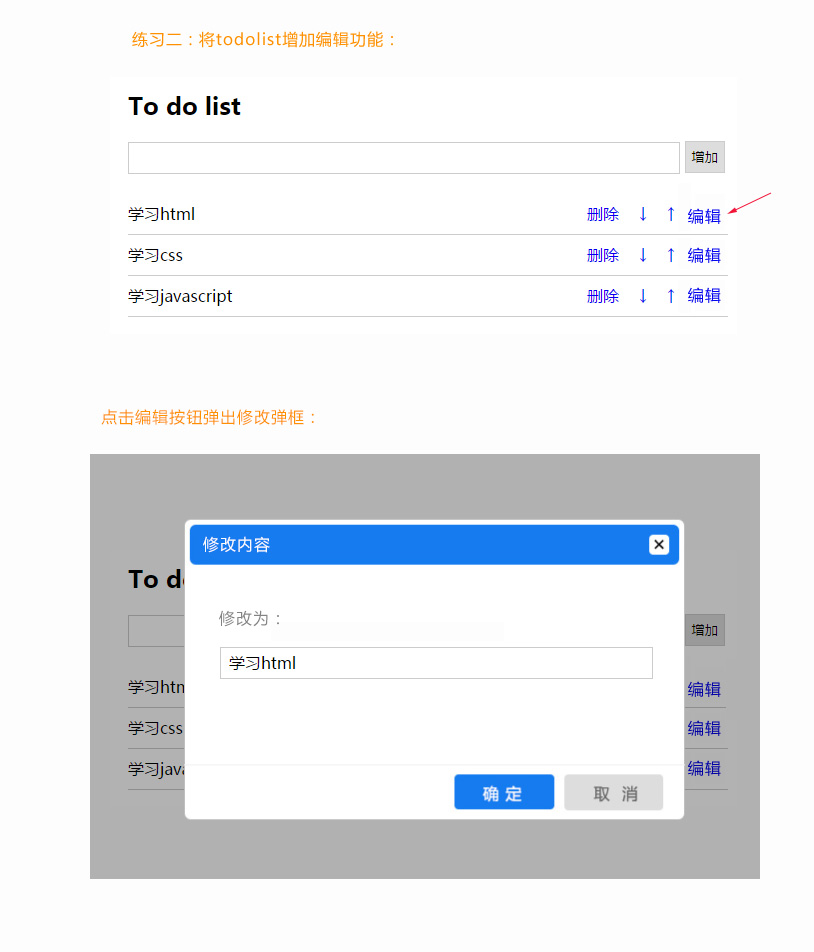 练习二：将todolist增加编辑功能：
To do list
增加
学习html 删除 ↓ ↑ 编辑
学习css 删除 ↓ ↑ 编辑
学习javascript 删除 ↓ ↑ 编辑
点击编辑按钮弹出修改弹框：
修改内容
To d
修改为：
增加
学习html
学习htm 编辑
学习css 编辑
学习java 编辑
确定 取消